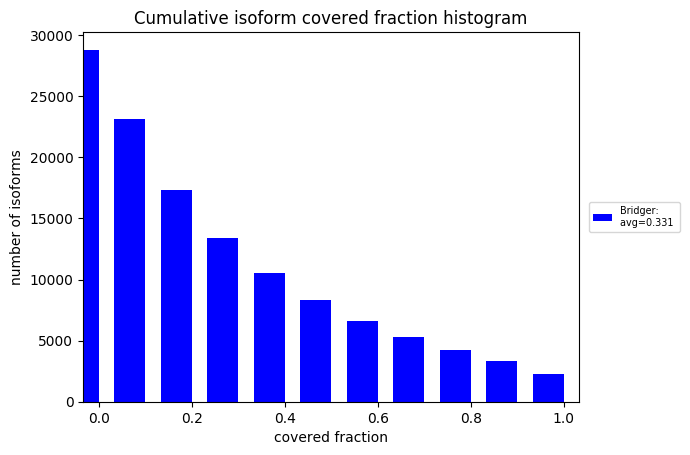 Cumulative isoform covered fraction histogram
30000
25000
20000
15000
10000
5000
0
number of isoforms
0.0 0.2 0.4 0.6 0.8 1.0
covered fraction
Bridger:
avg=0.331